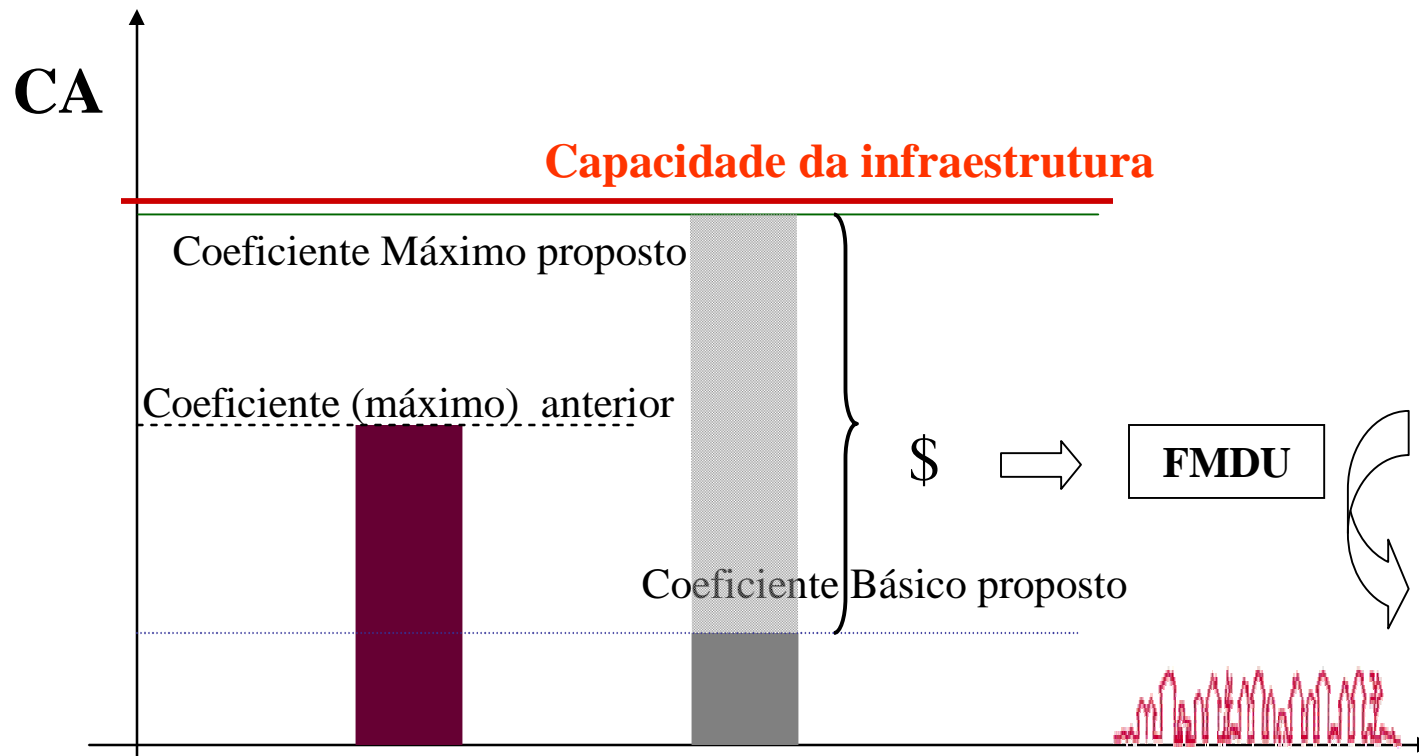 CA
Capacidade da infraestrutura
Coeficiente Máximo proposto
Coeficiente (máximo) anterior
$
FMDU
Coeficiente Básico proposto